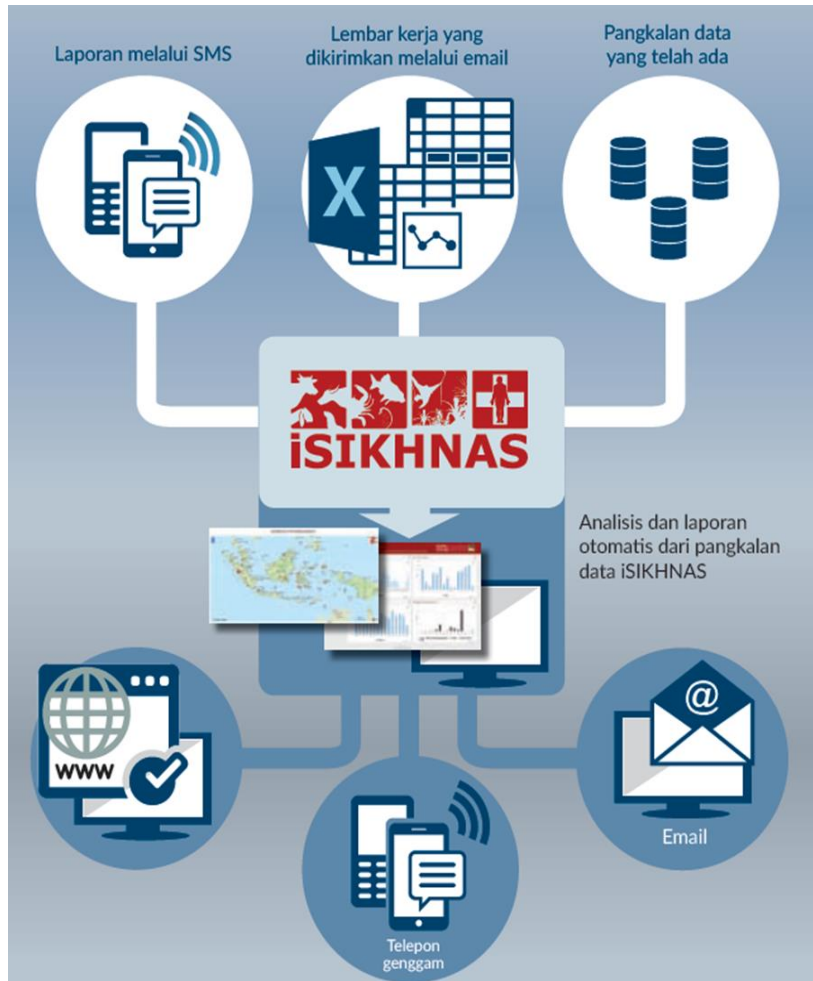 Laporan melalui SMS
Lembar kerja yang
dikirimkan melalui email
Pangkalan data
yang telah ada
X
iSIKHNAS
Analisis dan laporan
otomatis dari pangkalan
data iSIKHNAS
www
@
Email
Telepon
genggam